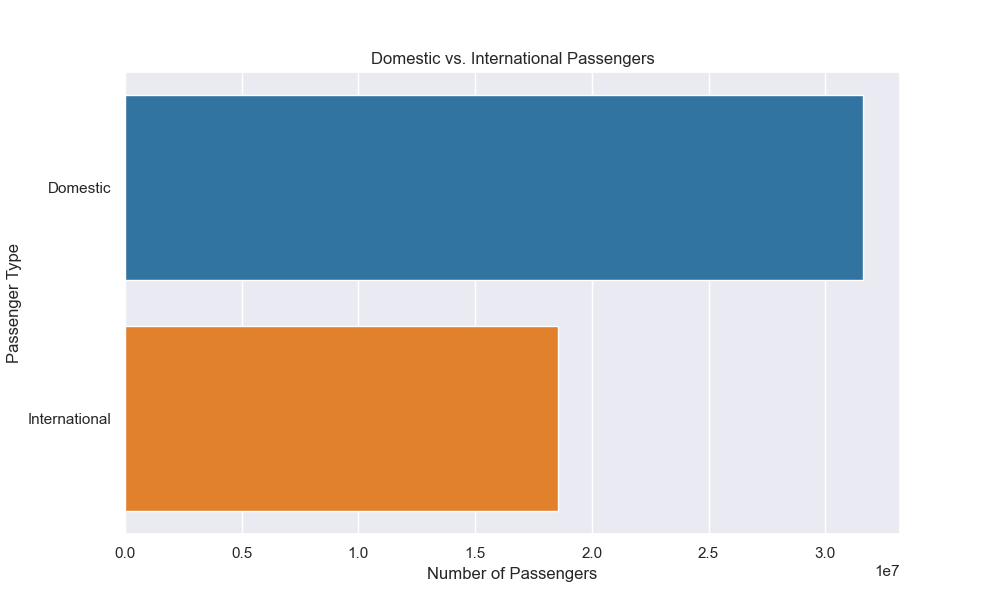 Domestic vs. International Passengers
Passenger Type
Domestic
International
0.0 0.5 1.0 1.5 2.0 2.5 3.0
1e7
Number of Passengers